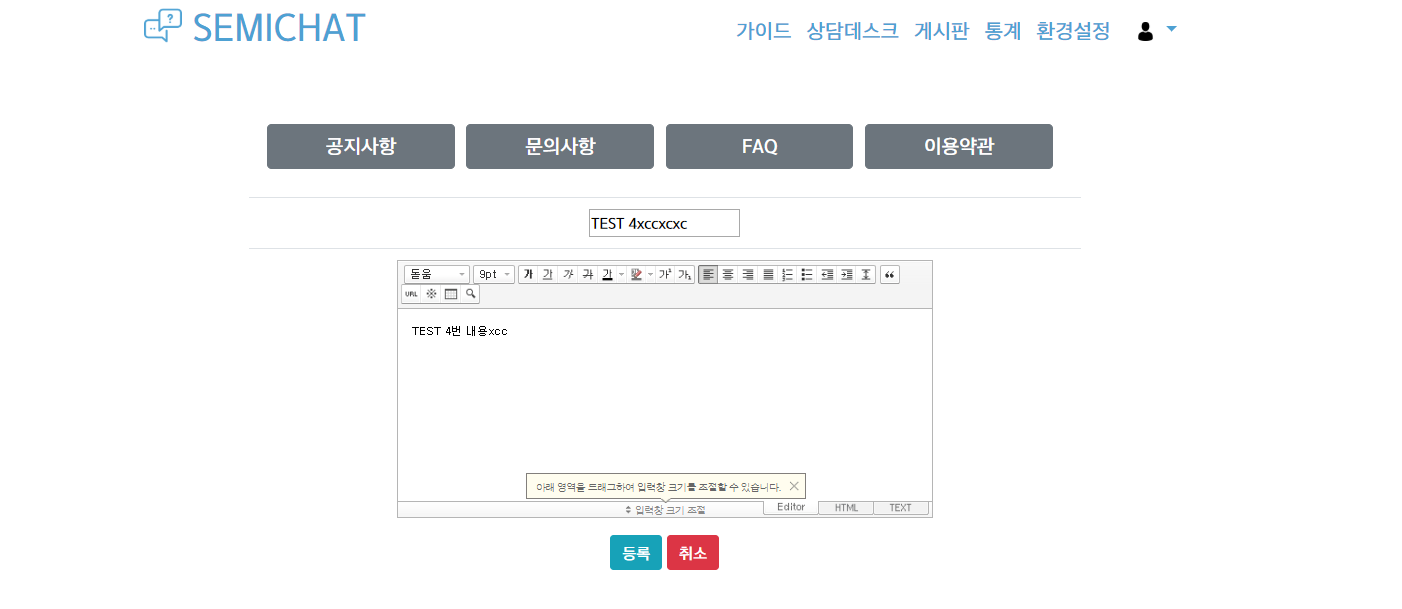 SEMICHAT
가이드 상담데스크 게시판 통계 환경설정
공지사항 문의사항 FAQ 이용약관
TEST 4xccxcxc
돋움 9pt 가 가 가 가 가 가¹ 가₁
URL
TEST 4번 내용xcc
아래 영역을 드래그하여 입력창 크기를 조절할 수 있습니다.
입력창 크기 조절 Editor HTML TEXT
등록 취소